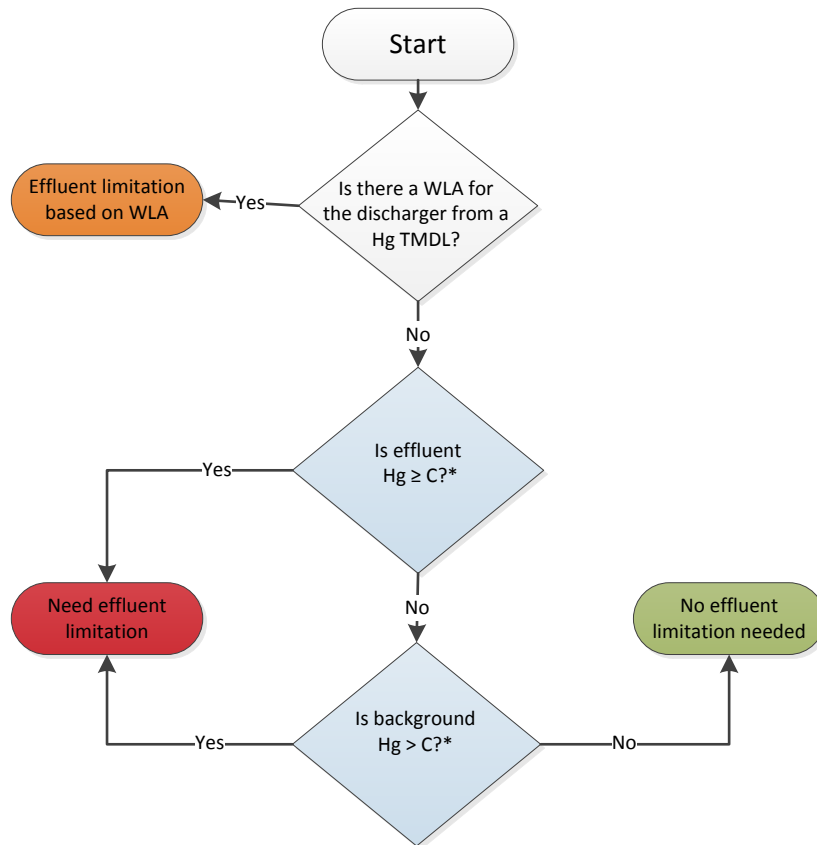 Start
Is there a WLA for
the discharger from a
Hg TMDL?
Yes
Effluent limitation
based on WLA
No
Is effluent
Hg ≥ C?*
Yes
Need effluent
limitation
No
No effluent
limitation needed
Is background
Hg > C?*
Yes
No